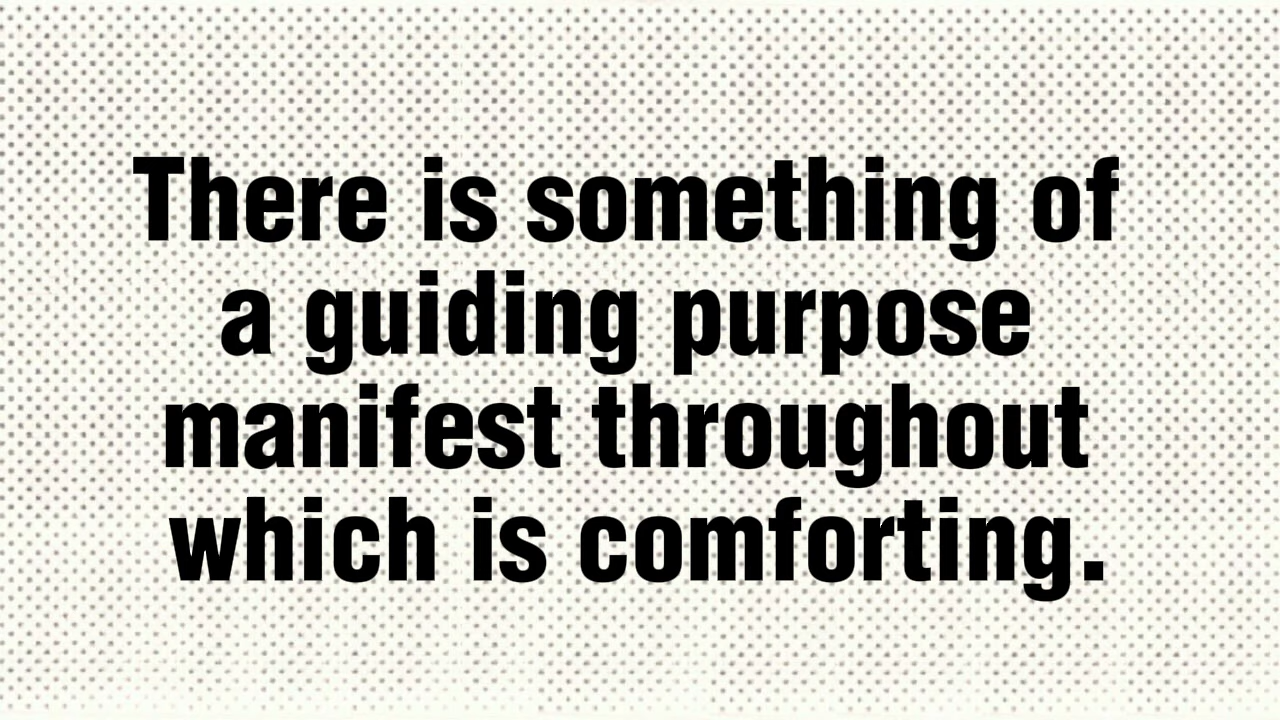 There is something of
a guiding purpose
manifest throughout
which is comforting.